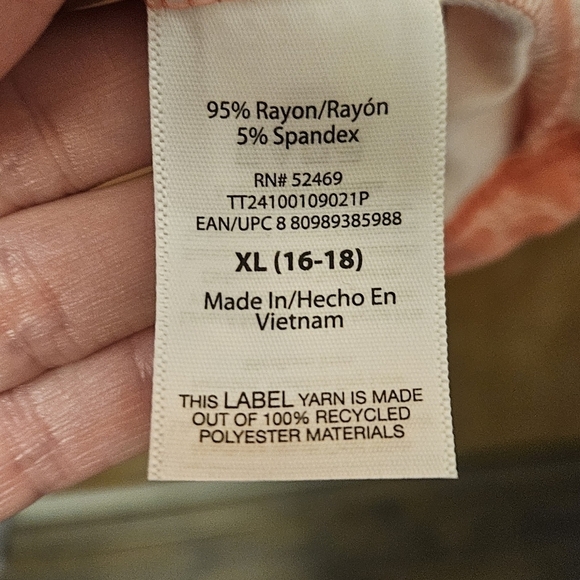 95% Rayon/Rayón
5% Spandex
RN# 52469
TT24100109021P
EAN/UPC 8 80989385988
XL (16-18)
Made In/Hecho En
Vietnam
THIS LABEL YARN IS MADE
OUT OF 100% RECYCLED
POLYESTER MATERIALS